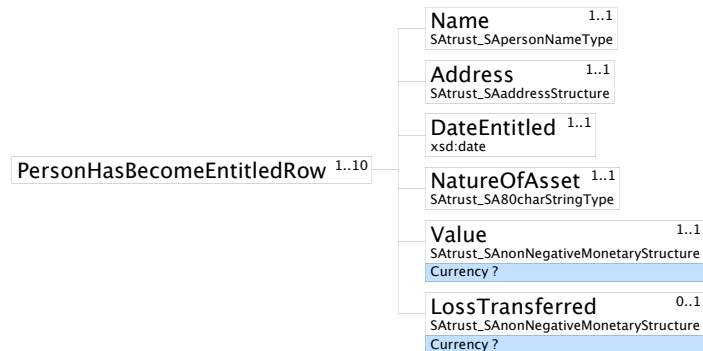 Name 1..1
SAtrust_SApersonNameType
Address 1..1
SAtrust_SAaddressStructure
DateEntitled 1..1
xsd:date
PersonHasBecomeEntitledRow 1..10
NatureOfAsset 1..1
SAtrust_SA80charStringType
Value 1..1
SAtrust_SAnonNegativeMonetaryStructure
Currency ?
LossTransferred 0..1
SAtrust_SAnonNegativeMonetaryStructure
Currency ?